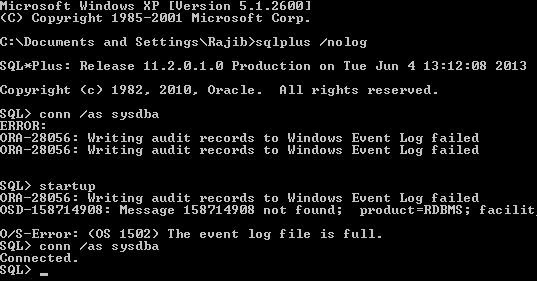 Microsoft Windows XP [Version 5.1.2600]
(C) Copyright 1985-2001 Microsoft Corp.
C:\Documents and Settings\Rajib>sqlplus /nolog
SQL*Plus: Release 11.2.0.1.0 Production on Tue Jun 4 13:12:08 2013
Copyright (c) 1982, 2010, Oracle.  All rights reserved.
SQL> conn /as sysdba
ERROR:
ORA-28056: Writing audit records to Windows Event Log failed
ORA-28056: Writing audit records to Windows Event Log failed
SQL> startup
ORA-28056: Writing audit records to Windows Event Log failed
OSD-158714908: Message 158714908 not found;  product=RDBMS; facilit
O/S-Error: (OS 1502) The event log file is full.
SQL> conn /as sysdba
Connected.
SQL> _